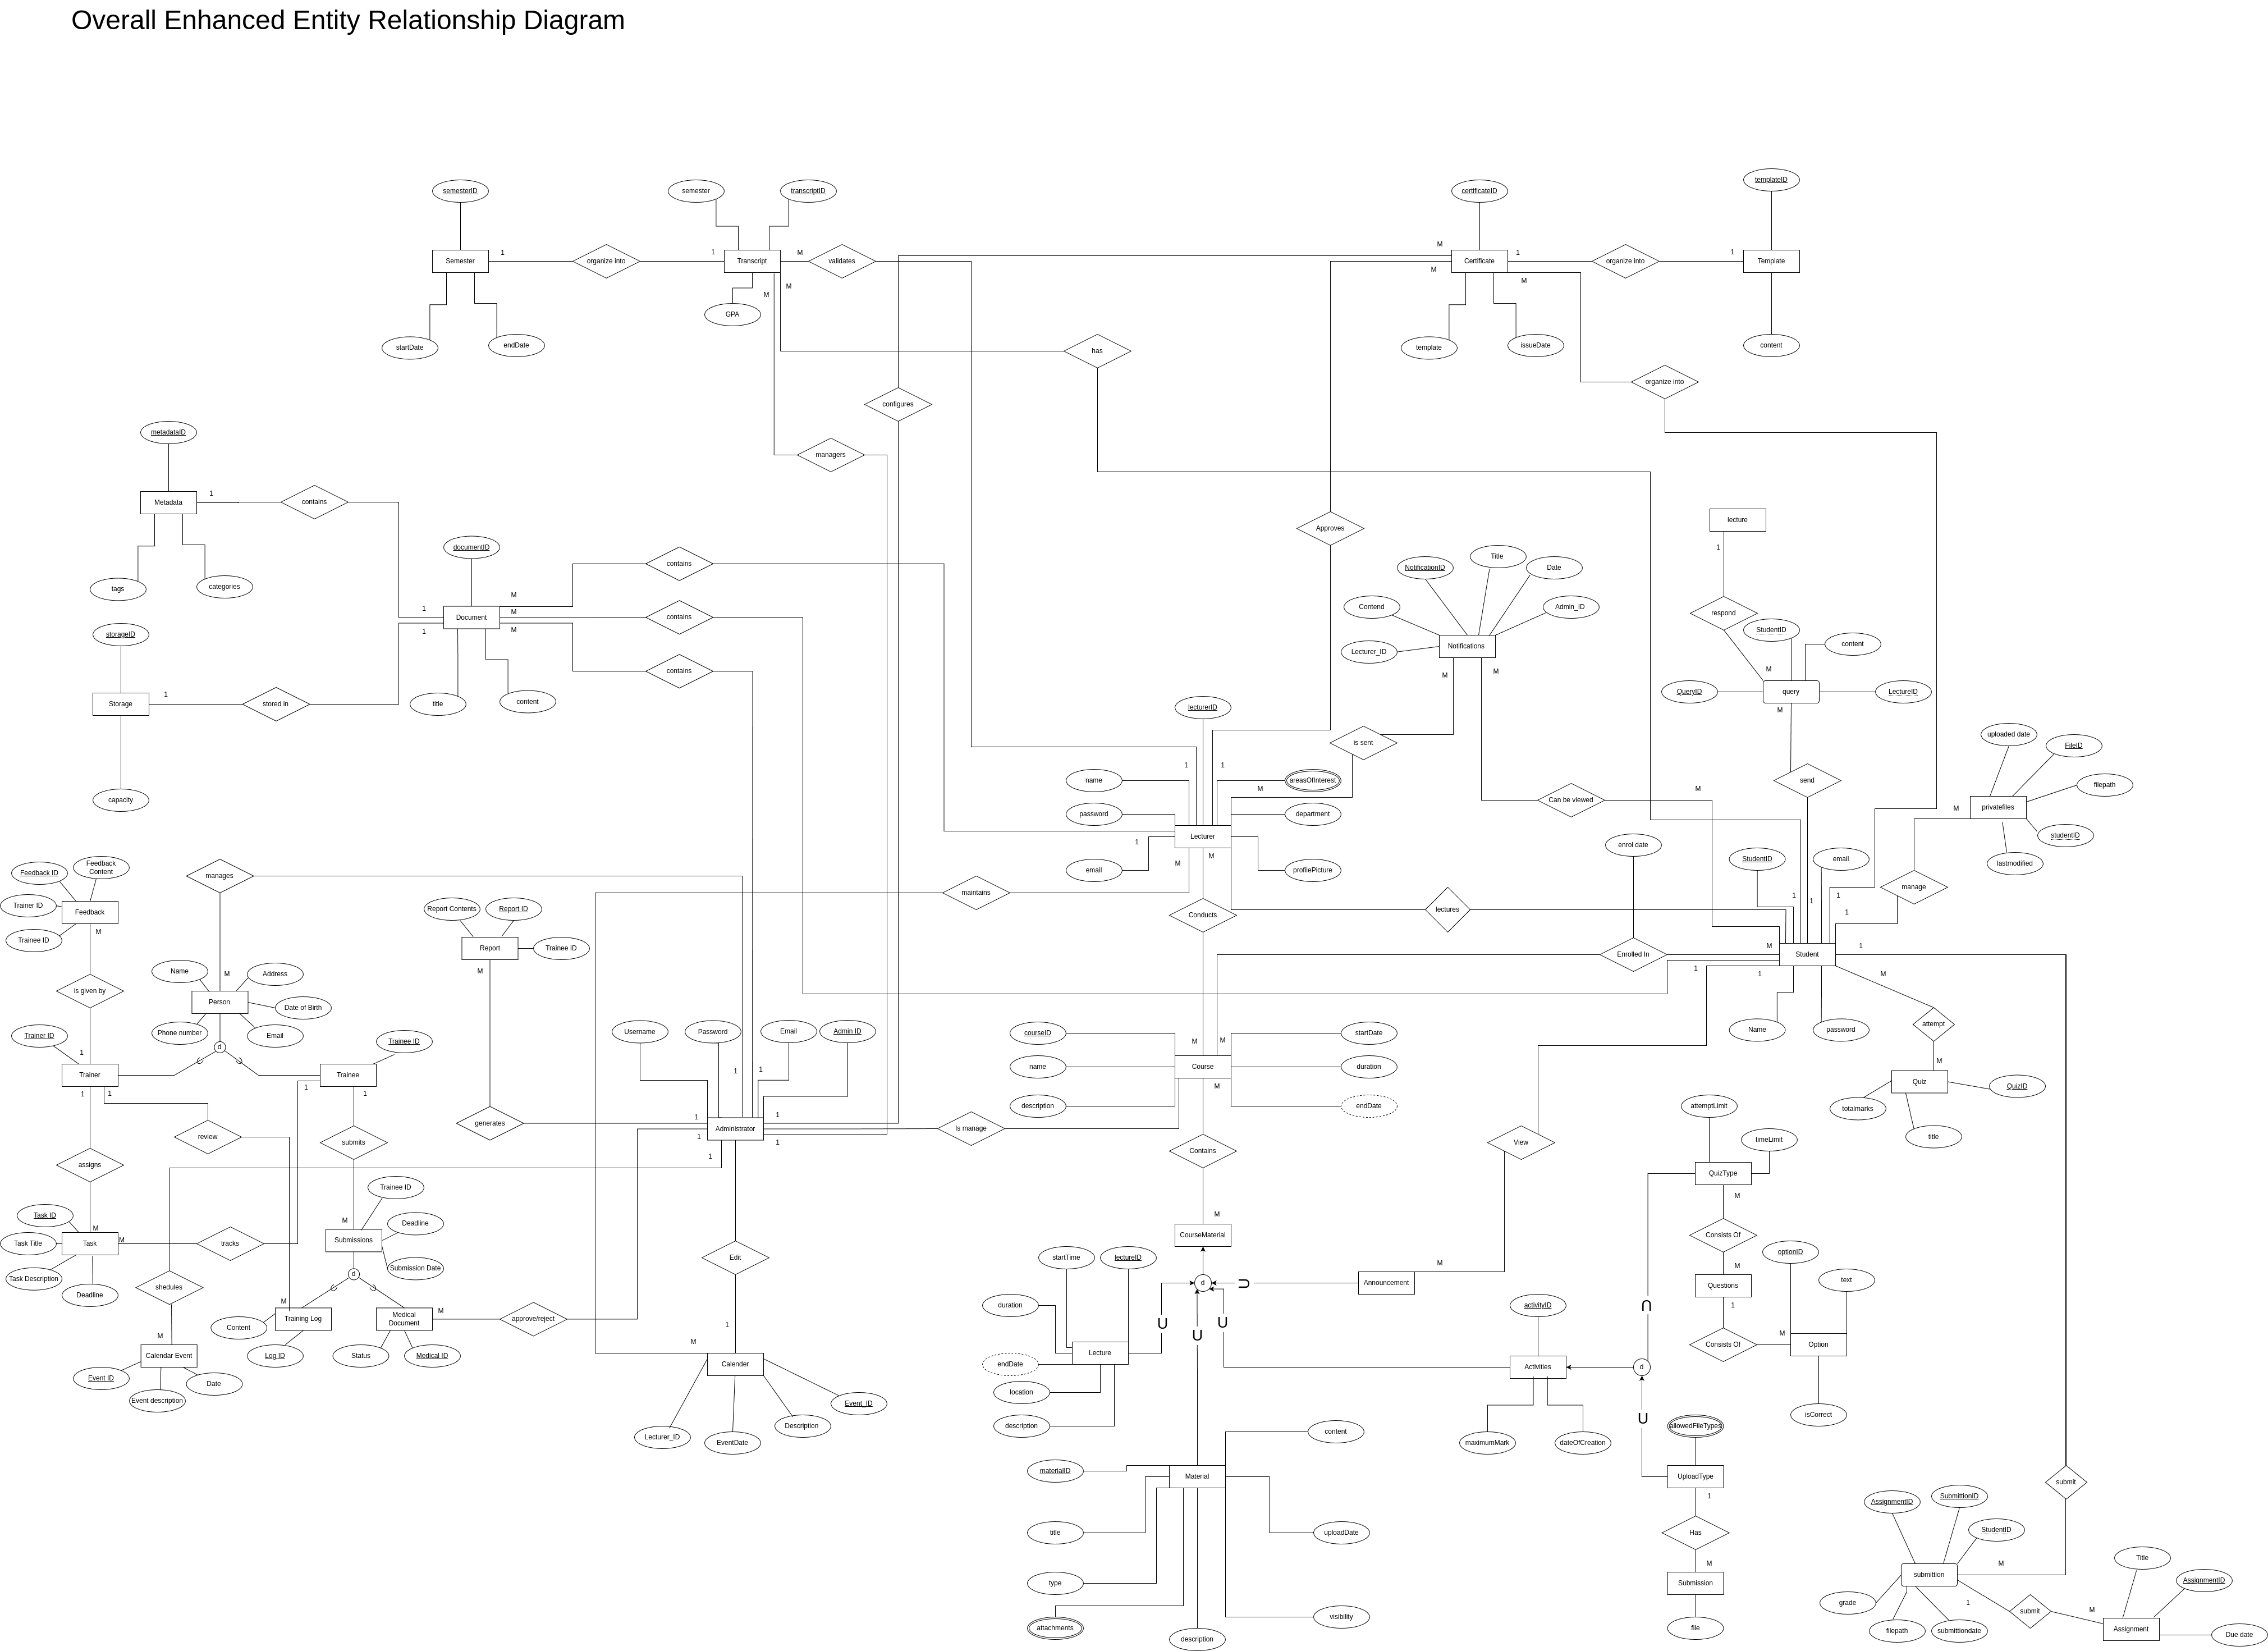 Overall Enhanced Entity Relationship Diagram
semesterID
semester
transcriptID
certificateID
templateID
Semester
1
organize into
1
Transcript
M
validates
M
Certificate
1
organize into
1
Template
M
M
M
M
startDate
endDate
GPA
has
template
issueDate
content
organize into
configures
managers
metadataID
Metadata
1
contains
tags
categories
documentID
contains
M
1
Document
M
contains
1
M
contains
title
content
storageID
Storage
1
stored in
capacity
Approves
lecture
1
respond
NotificationID
Title
Date
Contend
Admin_ID
Lecturer_ID
Notifications
M
M
StudentID
content
M
QueryID
query
LectureID
M
send
is sent
Can be viewed
M
uploaded date
FileID
filepath
privatefiles
M
studentID
lastmodified
manage
lecturerID
1
1
name
areasOfInterest
M
password
department
Lecturer
1
M
M
email
profilePicture
maintains
Conducts
lectures
enrol date
StudentID
email
1
1
1
1
Enrolled In
M
Student
1
1
1
M
Name
password
attempt
M
Quiz
QuizID
totalmarks
title
manages
Feedback ID
Feedback
Content
Trainer ID
Feedback
Trainee ID
M
is given by
Report Contents
Report ID
Report
Trainee ID
M
generates
Name
M
Address
Person
Date of Birth
Phone number
Email
d
Trainer ID
1
Trainer
Trainee ID
Trainee
1
1
1
1
review
submits
assigns
Username
Password
Email
Admin ID
1
1
1
1
Administrator
1
1
1
Is manage
M
M
courseID
startDate
name
Course
duration
M
description
endDate
Contains
View
M
CourseMaterial
Trainee ID
M
Deadline
Submissions
Submission Date
d
Task ID
M
Task Title
Task
M
tracks
Task Description
Deadline
shedules
M
M
Content
Training Log
Medical
Document
M
approve/reject
Log ID
Status
Medical ID
Calendar Event
Event ID
Date
Event description
Edit
1
M
Calender
Event_ID
Lecturer_ID
EventDate
Description
startTime
lectureID
d
Announcement
M
duration
Lecture
endDate
location
description
attemptLimit
timeLimit
QuizType
M
Consists Of
M
Questions
1
Consists Of
M
optionID
text
Option
isCorrect
activityID
Activities
d
maximumMark
dateOfCreation
allowedFileTypes
UploadType
1
Has
M
Submission
file
content
materialID
Material
title
uploadDate
type
attachments
visibility
description
submit
AssignmentID
SubmittionID
StudentID
M
submittion
grade
filepath
submittiondate
1
submit
M
Title
AssignmentID
Assignment
Due date